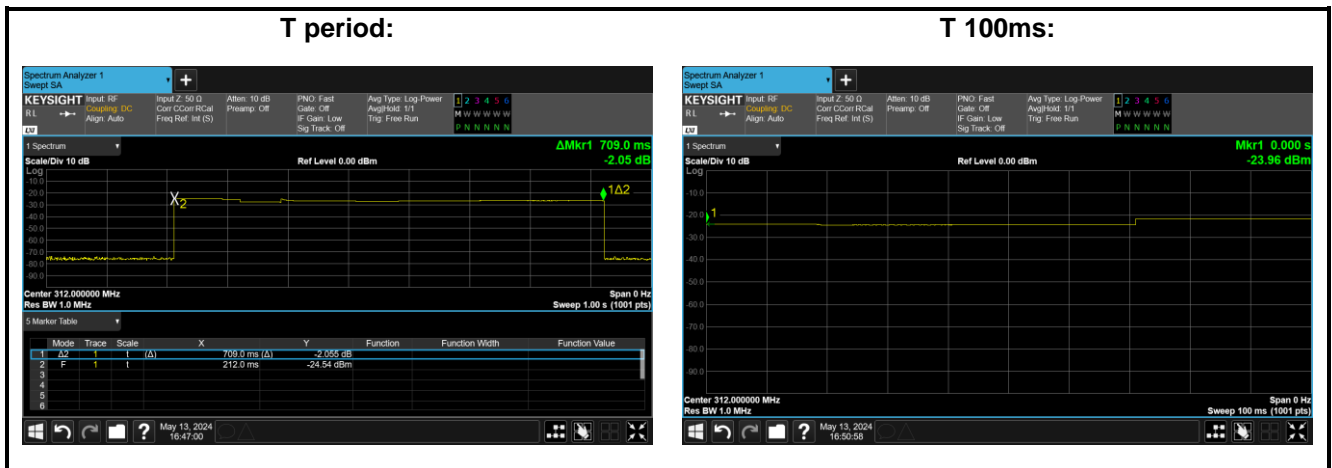 T period:
T 100ms:
Spectrum Analyzer 1
Swept SA
+
KEYSIGHT
RL
LXI
Input: RF
Coupling: DC
Align: Auto
Input Z: 50 Ω
Corr CCorr RCal
Freq Ref: Int (S)
Atten: 10 dB
Preamp: Off
PNO: Fast
Gate: Off
IF Gain: Low
Sig Track: Off
Avg Type: Log-Power
Avg|Hold: 1/1
Trig: Free Run
1 2 3 4 5 6
M W W W W W
P N N N N N
1 Spectrum
ΔMkr1 709.0 ms
Scale/Div 10 dB
Ref Level 0.00 dBm
-2.05 dB
Log
-10.0
-20.0
-30.0
-40.0
-50.0
-60.0
-70.0
-80.0
-90.0
X2
1Δ2
Center 312.000000 MHz
Span 0 Hz
Res BW 1.0 MHz
Sweep 1.00 s (1001 pts)
5 Marker Table
Mode Trace Scale X Y Function Function Width Function Value
1 Δ2 1 t (Δ) 709.0 ms (Δ) -2.055 dB
2 F 1 t 212.0 ms -24.54 dBm
3
4
5
6
?
May 13, 2024
16:47:00
Spectrum Analyzer 1
Swept SA
+
KEYSIGHT
RL
LXI
Input: RF
Coupling: DC
Align: Auto
Input Z: 50 Ω
Corr CCorr RCal
Freq Ref: Int (S)
Atten: 10 dB
Preamp: Off
PNO: Fast
Gate: Off
IF Gain: Low
Sig Track: Off
Avg Type: Log-Power
Avg|Hold: 1/1
Trig: Free Run
1 2 3 4 5 6
M W W W W W
P N N N N N
1 Spectrum
Mkr1 0.000 s
Scale/Div 10 dB
Ref Level 0.00 dBm
-23.96 dBm
Log
-10.0
-20.0
-30.0
-40.0
-50.0
-60.0
-70.0
-80.0
-90.0
1
Center 312.000000 MHz
Span 0 Hz
Res BW 1.0 MHz
Sweep 100 ms (1001 pts)
?
May 13, 2024
16:50:58